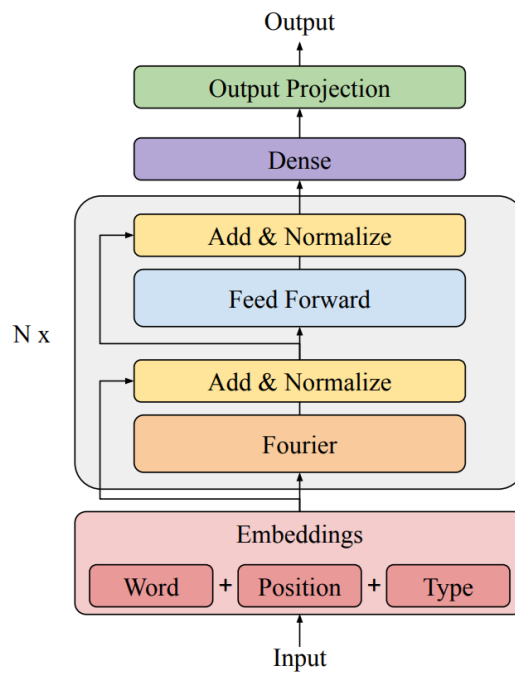 Output
Output Projection
Dense
Add & Normalize
Feed Forward
N x
Add & Normalize
Fourier
Embeddings
Word + Position + Type
Input